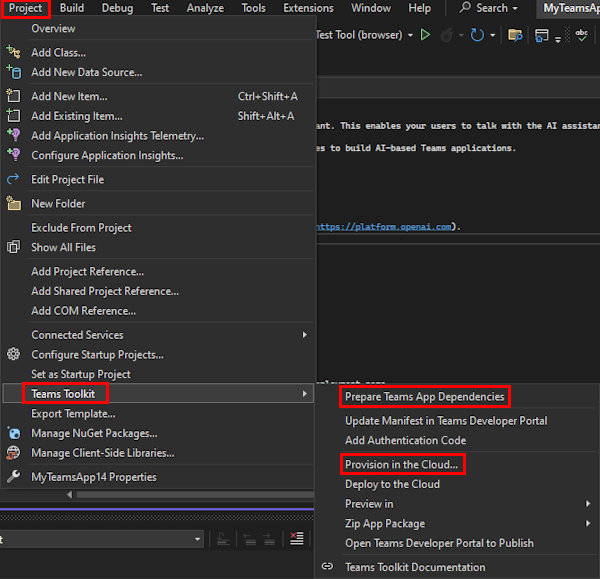 Project Build Debug Test Analyze Tools Extensions Window Help Search MyTeamsApp
Overview
Test Tool (browser)
Add Class...
Add New Data Source...
Add New Item... Ctrl+Shift+A
Add Existing Item... Shift+Alt+A
ant. This enables your users to talk with the AI assistan
Add Application Insights Telemetry...
es to build AI-based Teams applications.
Configure Application Insights...
Edit Project File
New Folder
Exclude From Project
https://platform.openai.com).
Show All Files
Add Project Reference...
Add Shared Project Reference...
Add COM Reference...
Connected Services
Configure Startup Projects...
Set as Startup Project
Teams Toolkit
Export Template...
Manage NuGet Packages...
Manage Client-Side Libraries...
MyTeamsApp14 Properties
Prepare Teams App Dependencies
Update Manifest in Teams Developer Portal
Add Authentication Code
Provision in the Cloud...
Deploy to the Cloud
Preview in
Zip App Package
Open Teams Developer Portal to Publish
Teams Toolkit Documentation